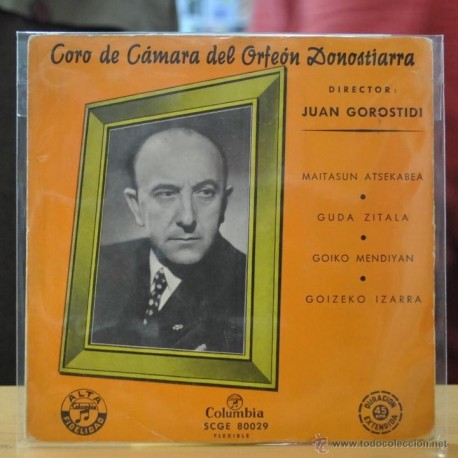 Coro de Cámara del Orfeón Donostiarra
DIRECTOR:
JUAN GOROSTIDI
MAITASUN ATSEKABEA
GUDA ZITALA
GOIKO MENDIYAN
GOIZEKO IZARRA
ALTA
FIDELIDAD
Columbia
SCGE 80029
FLEXIBLE
DURACION
45
EXTENDIDA
todocoleccion.net